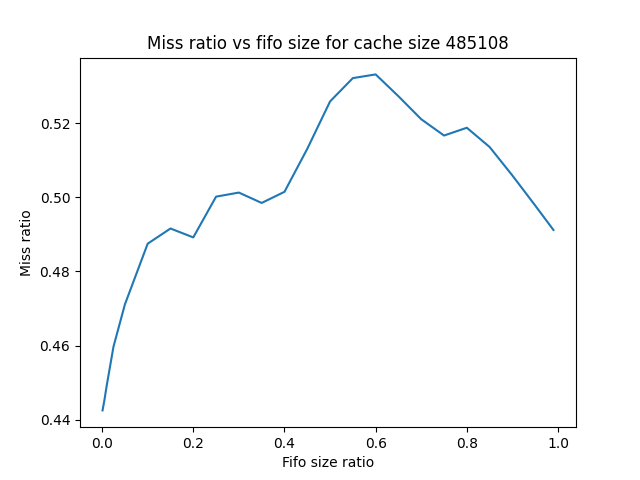 Miss ratio vs fifo size for cache size 485108
0.52
0.50
0.48
0.46
0.44
Miss ratio
0.0 0.2 0.4 0.6 0.8 1.0
Fifo size ratio